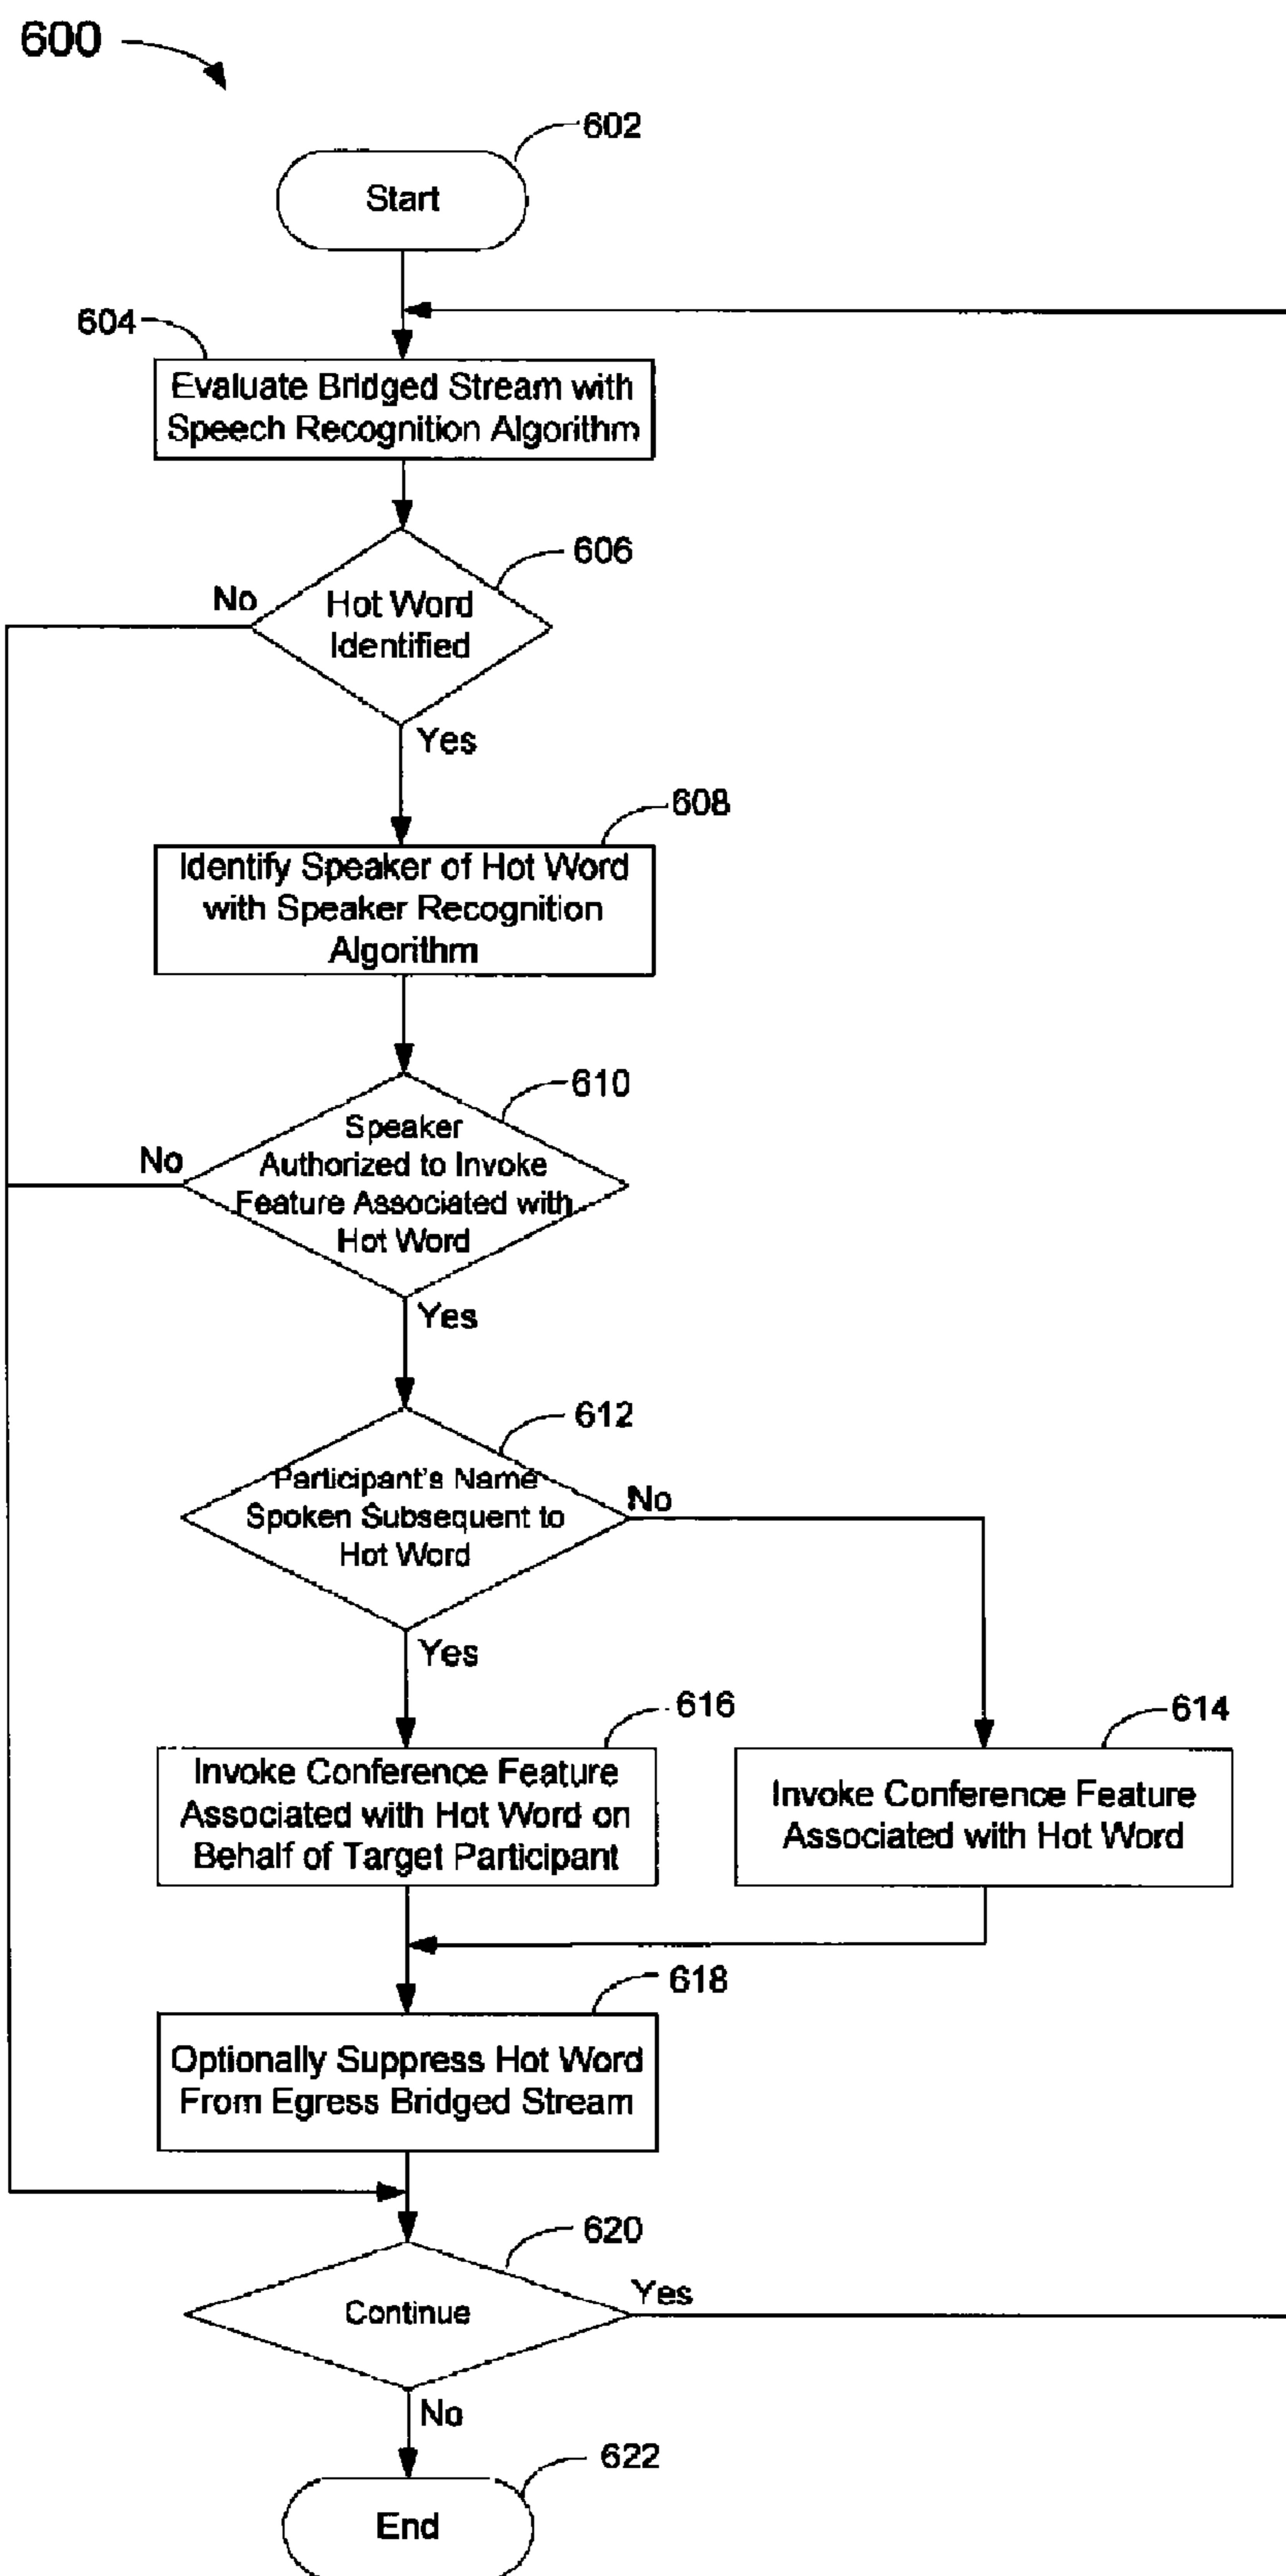 600
602
Start
604
Evaluate Bridged Stream with
Speech Recognition Algorithm
606
No
Hot Word
Identified
Yes
608
Identify Speaker of Hot Word
with Speaker Recognition
Algorithm
610
No
Speaker
Authorized to Invoke
Feature Associated with
Hot Word
Yes
612
Participant's Name
Spoken Subsequent to
Hot Word
No
Yes
616
614
Invoke Conference Feature
Associated with Hot Word on
Behalf of Target Participant
Invoke Conference Feature
Associated with Hot Word
618
Optionally Suppress Hot Word
From Egress Bridged Stream
620
Continue
Yes
No
622
End